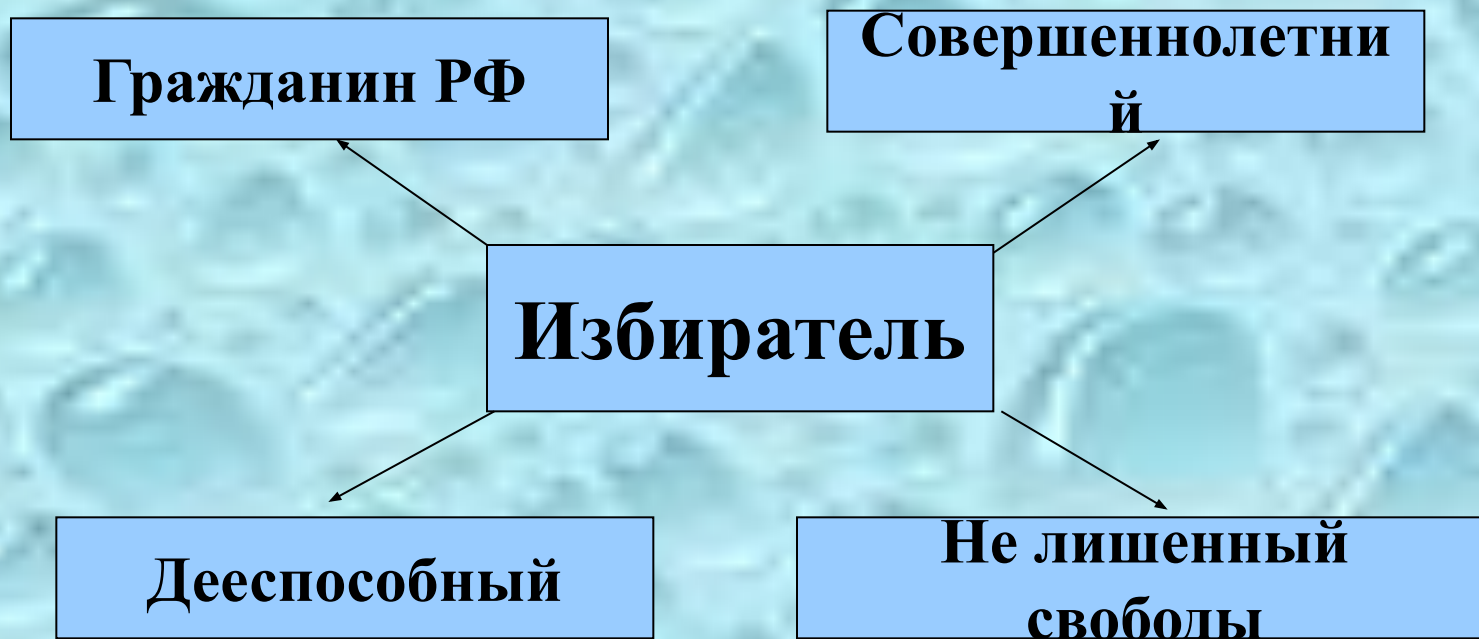 Гражданин РФ
Совершеннолетни
й
Избиратель
Дееспособный
Не лишенный
свободы